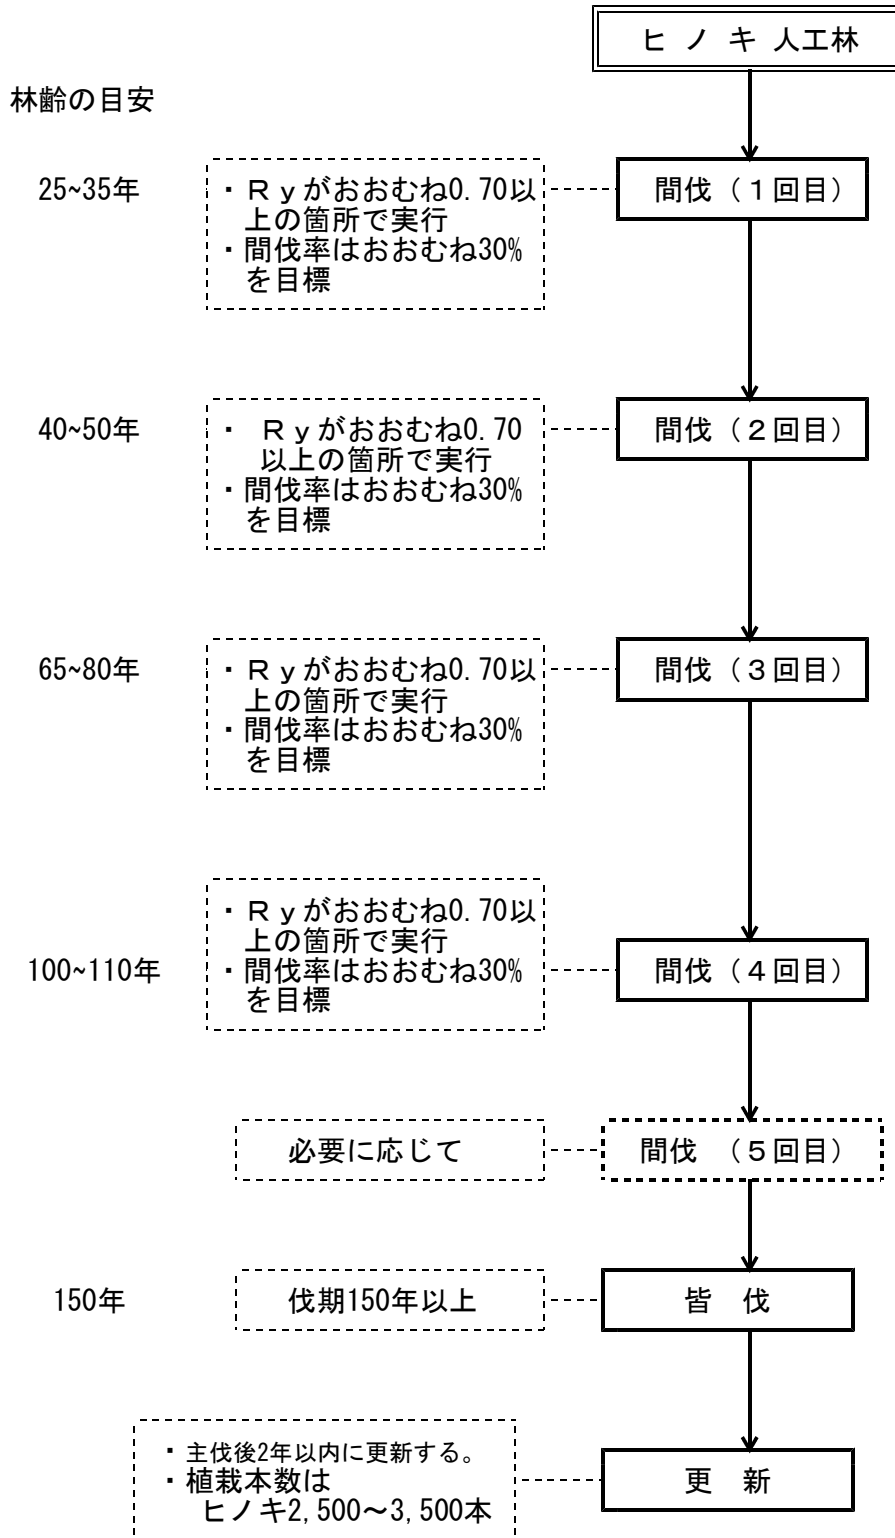 ヒ ノ キ 人工林
林齢の目安
25~35年
・Ｒｙがおおむね0.70以
上の箇所で実行
・間伐率はおおむね30%
を目標
間伐（１回目）
40~50年
・ Ｒｙがおおむね0.70
以上の箇所で実行
・間伐率はおおむね30%
を目標
間伐（２回目）
65~80年
・Ｒｙがおおむね0.70以
上の箇所で実行
・間伐率はおおむね30%
を目標
間伐（３回目）
100~110年
・Ｒｙがおおむね0.70以
上の箇所で実行
・間伐率はおおむね30%
を目標
間伐（４回目）
必要に応じて
間伐 （５回目）
150年
伐期150年以上
皆 伐
・主伐後2年以内に更新する。
・植栽本数は
ヒノキ2,500～3,500本
更 新